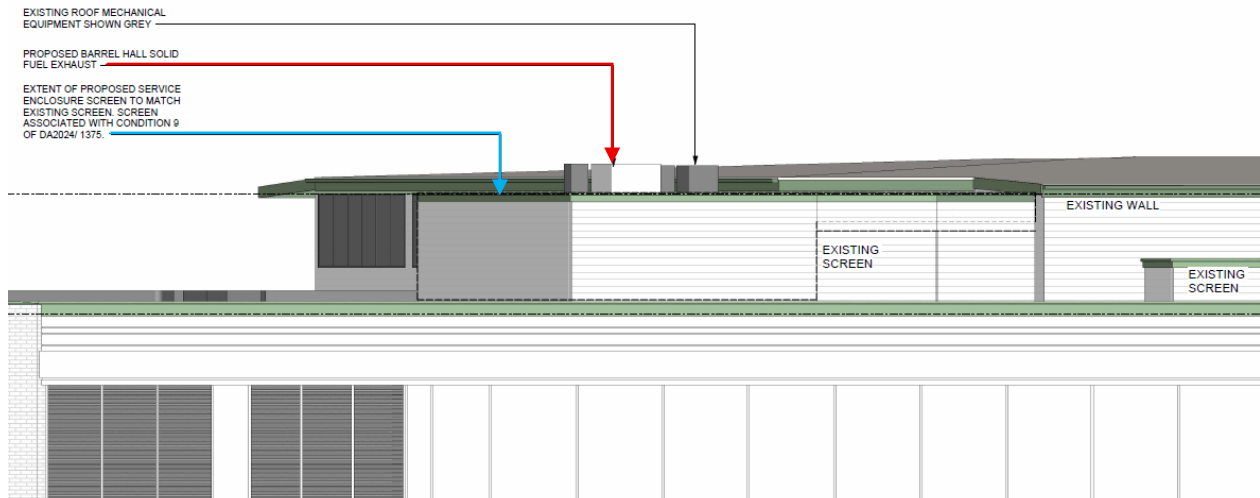 EXISTING ROOF MECHANICAL
EQUIPMENT SHOWN GREY
PROPOSED BARREL HALL SOLID
FUEL EXHAUST
EXTENT OF PROPOSED SERVICE
ENCLOSURE SCREEN TO MATCH
EXISTING SCREEN. SCREEN
ASSOCIATED WITH CONDITION 9
OF DA2024/ 1375.
EXISTING WALL
EXISTING
SCREEN
EXISTING
SCREEN